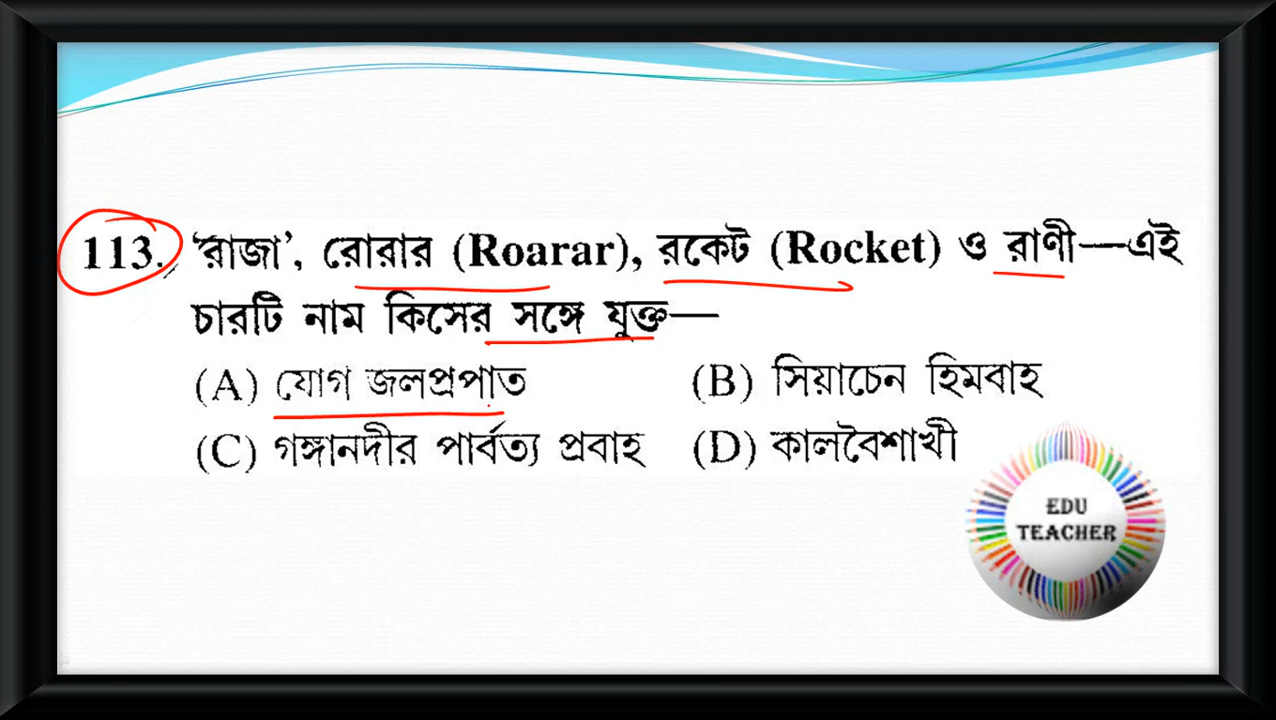 113. ‘রাজা’, রোরার (Roarar), রকেট (Rocket) ও রাণী—এই
চারটি নাম কিসের সঙ্গে যুক্ত—
(A) যোগ জলপ্রপাত (B) সিয়াচেন হিমবাহ
(C) গঙ্গানদীর পার্বত্য প্রবাহ (D) কালবৈশাখী
EDU
TEACHER